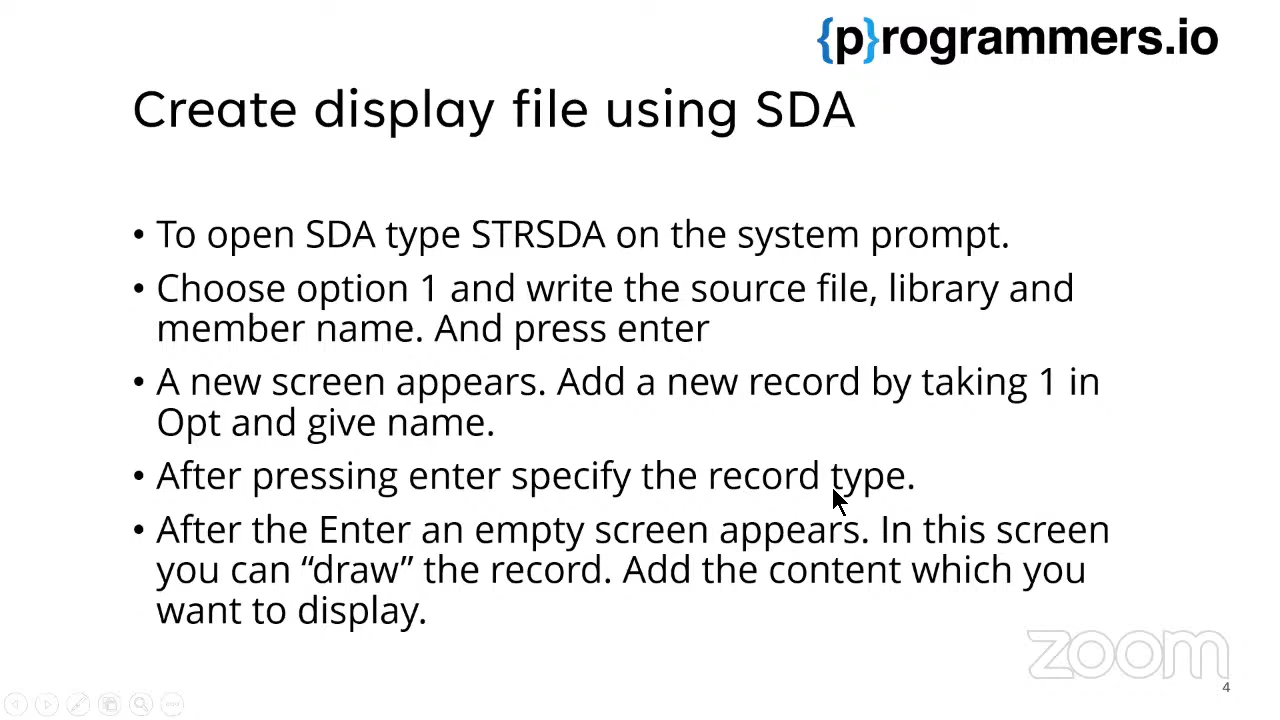 {p}rogrammers.io
Create display file using SDA
• To open SDA type STRSDA on the system prompt.
• Choose option 1 and write the source file, library and
member name. And press enter
• A new screen appears. Add a new record by taking 1 in
Opt and give name.
• After pressing enter specify the record type.
• After the Enter an empty screen appears. In this screen
you can “draw” the record. Add the content which you
want to display.
zoom
4